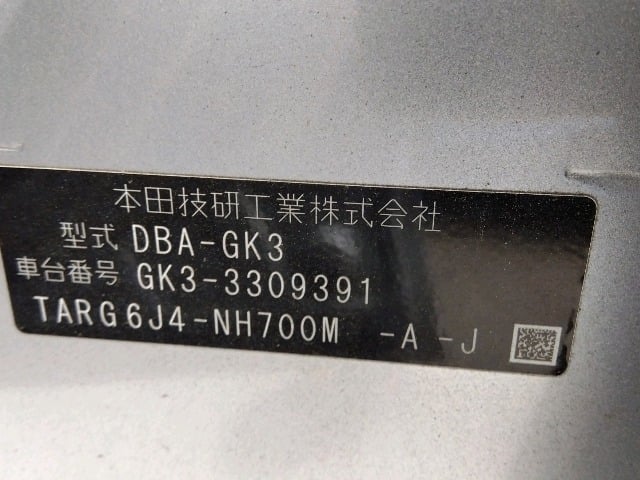 本田技研工業株式会社
型式 DBA-GK3
車台番号 GK3-3309391
TARG6J4-NH700M -A-J